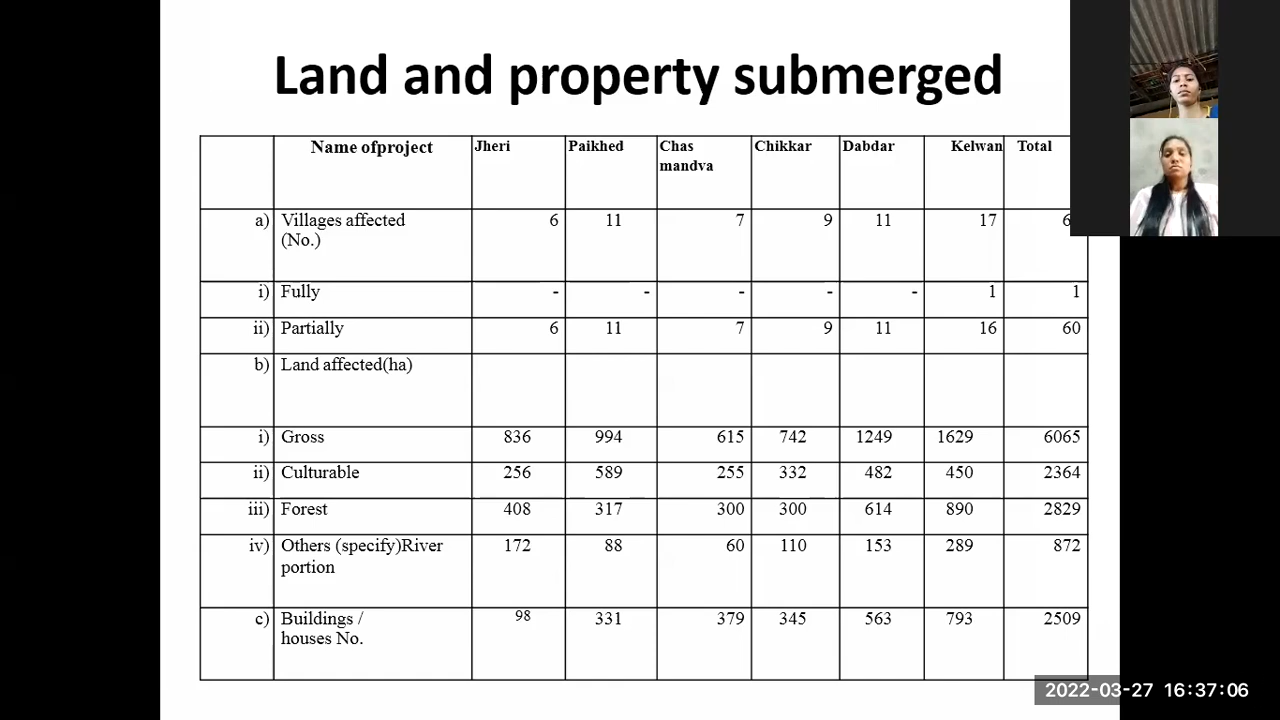 Land and property submerged
Name ofproject Jheri Paikhed Chas mandva Chikkar Dabdar Kelwan Total
a) Villages affected (No.) 6 11 7 9 11 17 6
i) Fully - - - - - 1 1
ii) Partially 6 11 7 9 11 16 60
b) Land affected(ha)
i) Gross 836 994 615 742 1249 1629 6065
ii) Culturable 256 589 255 332 482 450 2364
iii) Forest 408 317 300 300 614 890 2829
iv) Others (specify)River portion 172 88 60 110 153 289 872
c) Buildings / houses No. 98 331 379 345 563 793 2509
2022-03-27 16:37:06